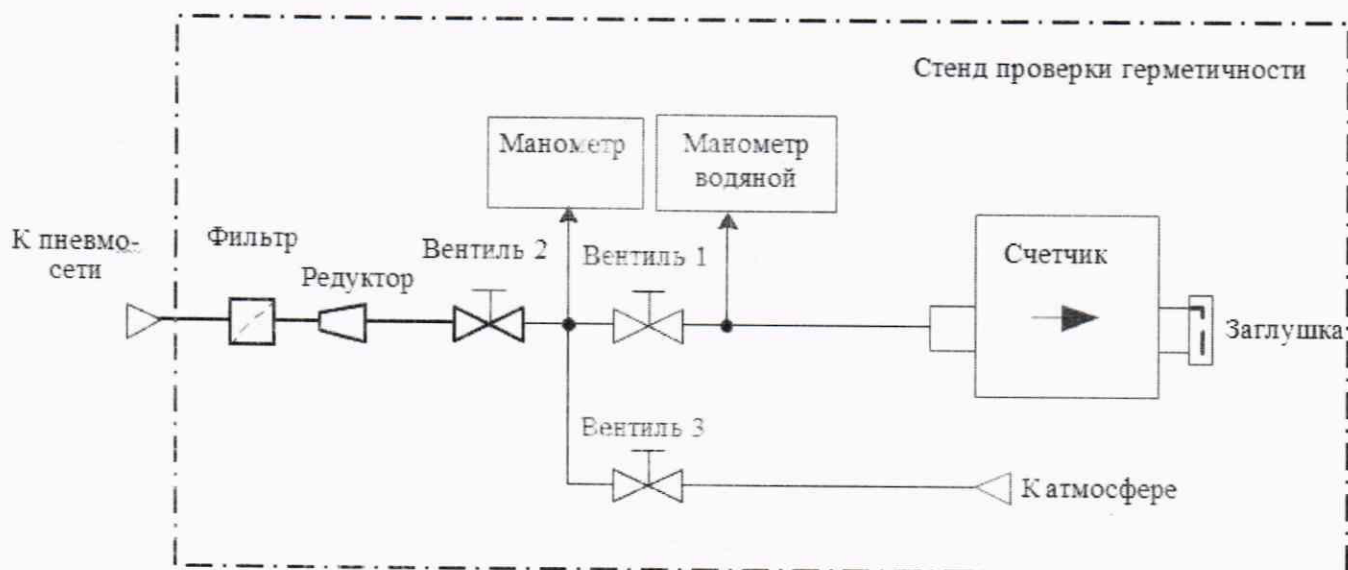 Стенд проверки герметичности
Манометр
Манометр
водяной
К пневмо-
сети
Фильтр
Редуктор
Вентиль 2
Вентиль 1
Счетчик
Заглушка
Вентиль 3
К атмосфере